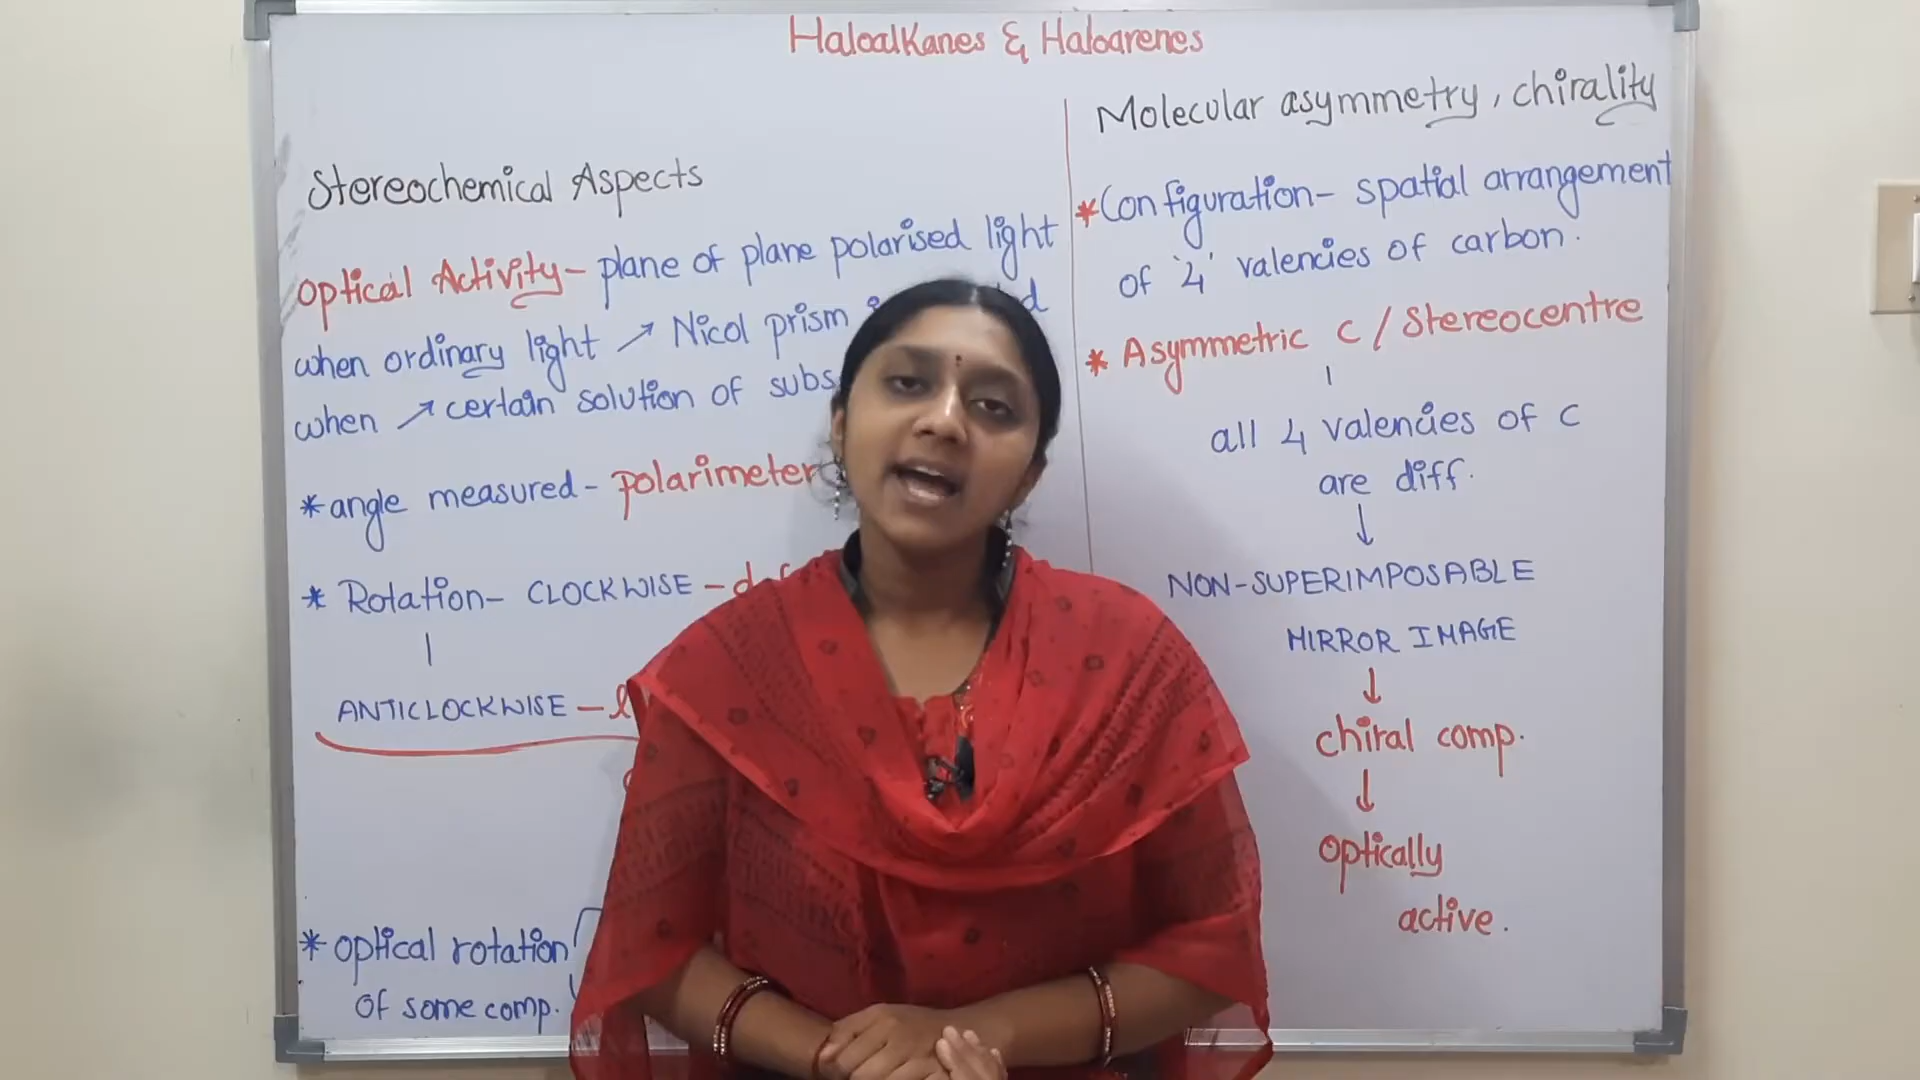 Haloalkanes & Haloarenes
Stereochemical Aspects
Optical Activity - plane of plane polarised light
when ordinary light ↗ Nicol prism
when ↗ certain solution of
* angle measured - polarimeter
* Rotation - CLOCKWISE -
ANTICLOCKWISE -
* optical rotation
of some comp.
Molecular asymmetry, chirality
* Configuration - spatial arrangement
of '4' valencies of carbon.
* Asymmetric C / Stereocentre
all 4 valencies of C
are diff.
↓
NON-SUPERIMPOSABLE
MIRROR IMAGE
↓
chiral comp.
↓
optically
active.